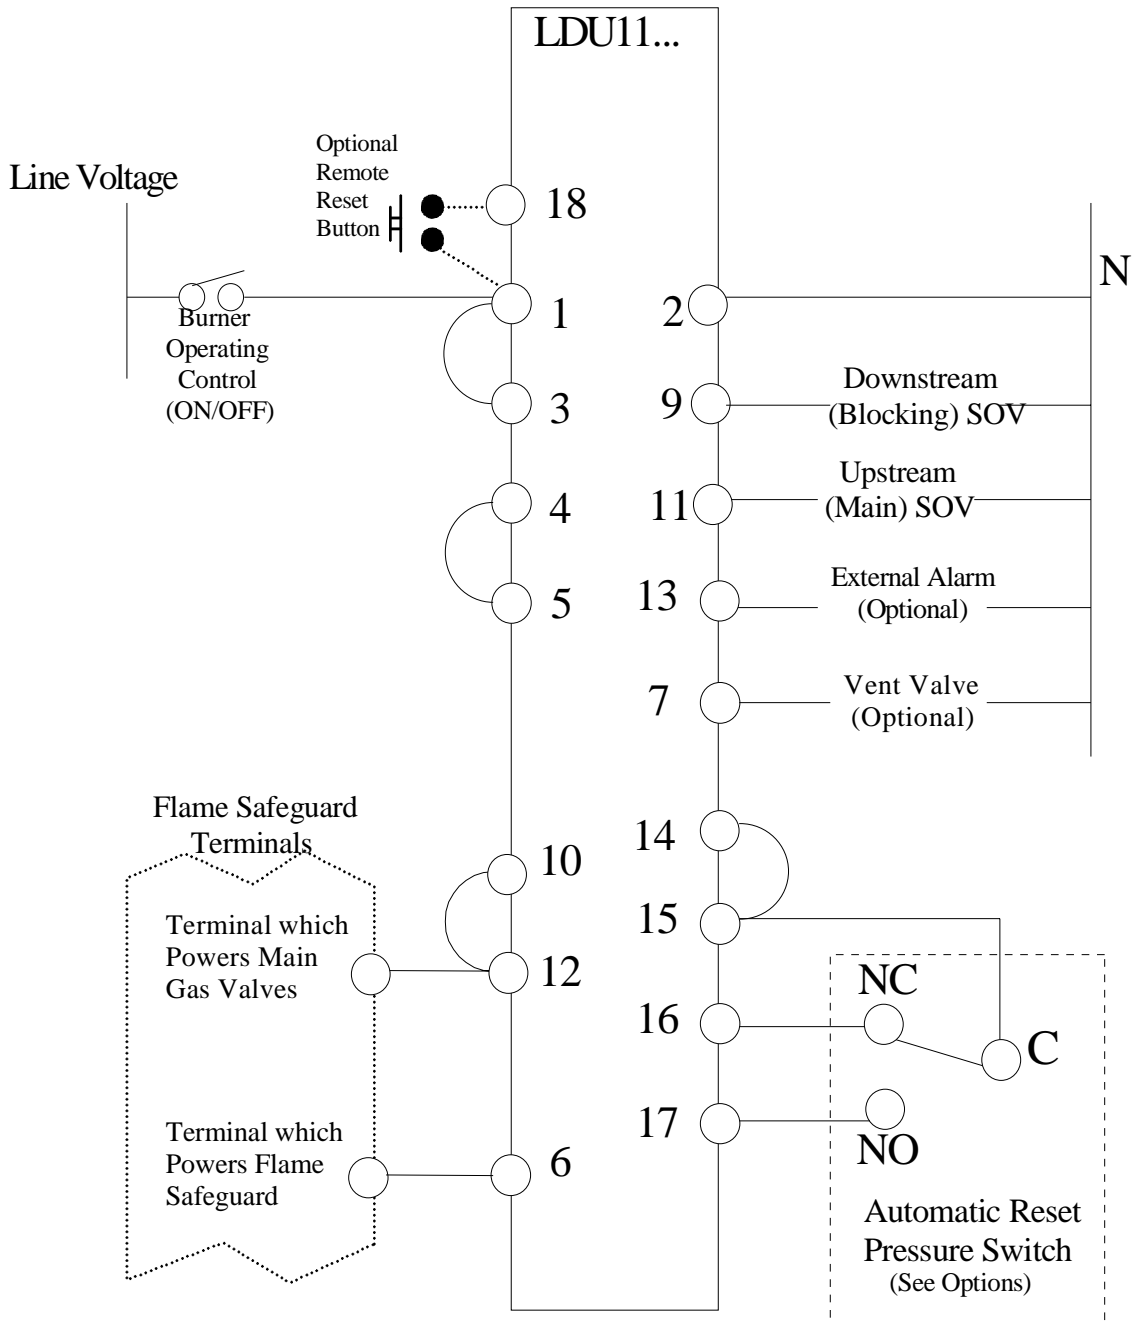 LDU11...
Optional
Remote
Reset
Button
Line Voltage
18
N
1
2
Burner
Operating
Control
(ON/OFF)
3
9
Downstream
(Blocking) SOV
4
11
Upstream
(Main) SOV
5
13
External Alarm
(Optional)
7
Vent Valve
(Optional)
Flame Safeguard
Terminals
10
14
Terminal which
Powers Main
Gas Valves
12
15
NC
16
C
17
NO
Terminal which
Powers Flame
Safeguard
6
Automatic Reset
Pressure Switch
(See Options)